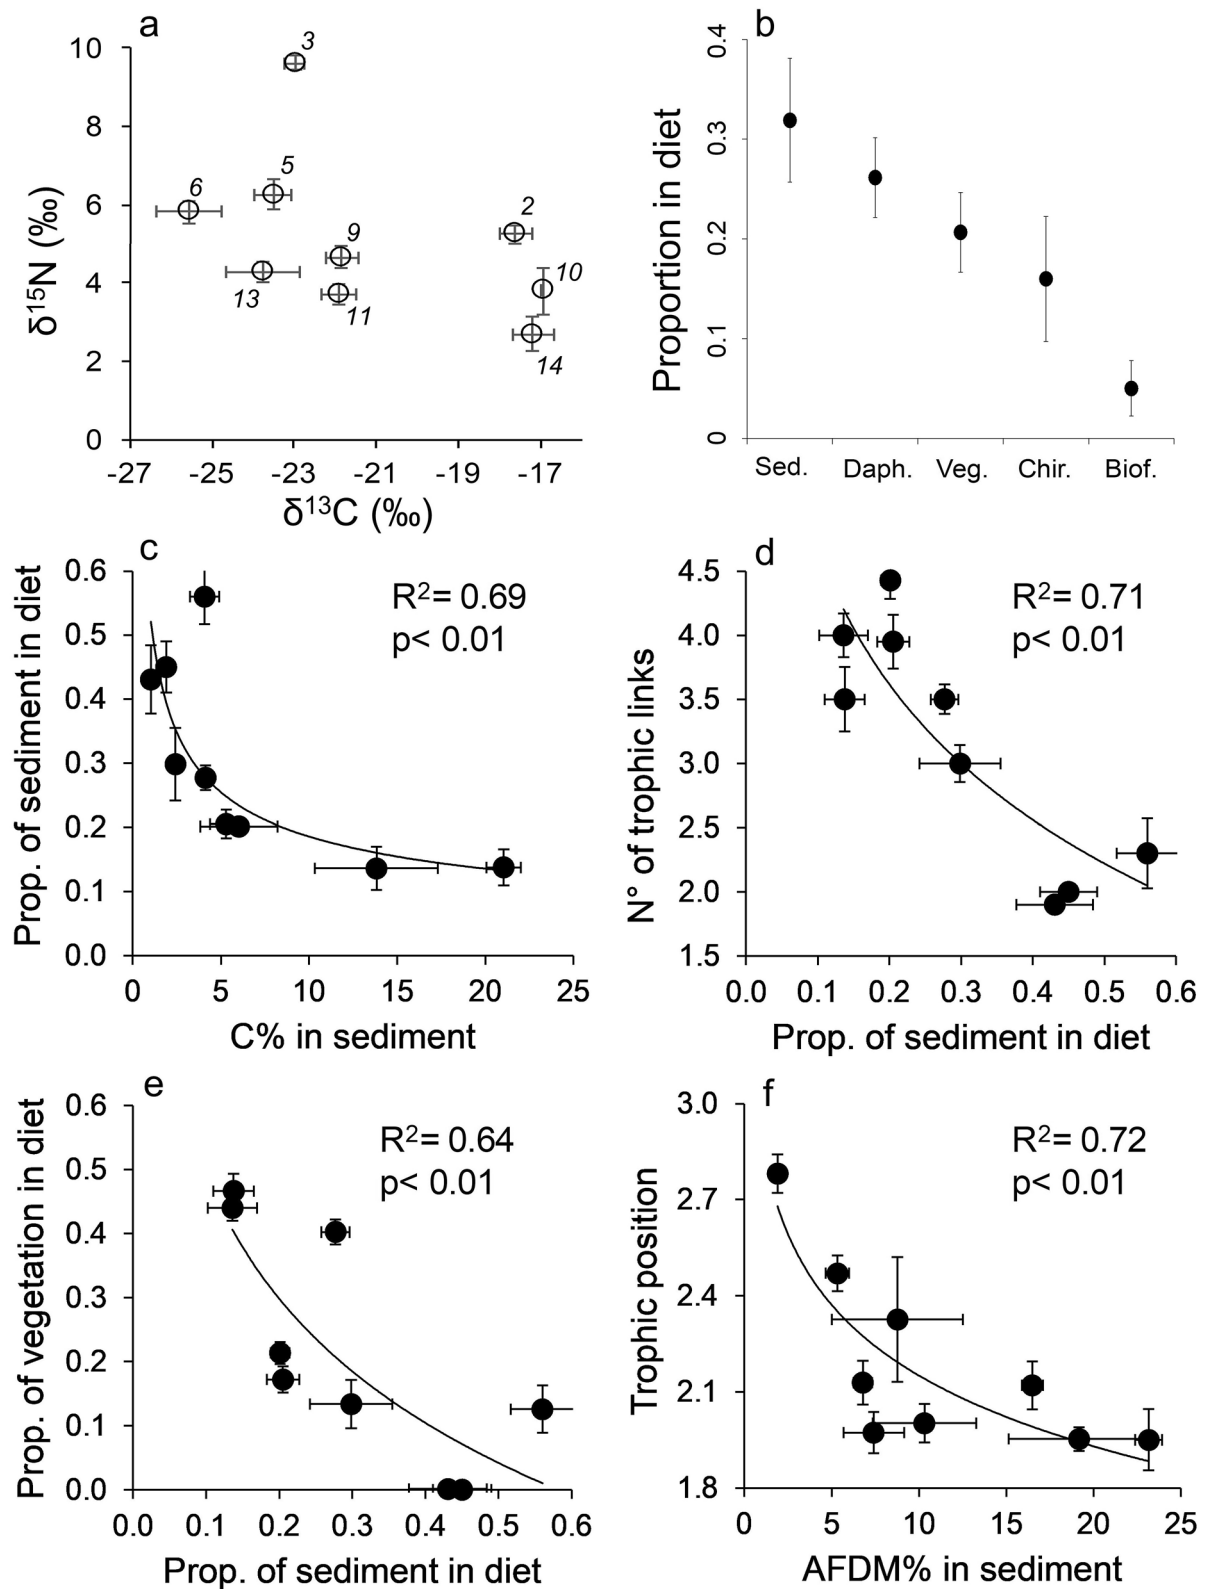 a
10
8
6
4
2
0
δ¹⁵N (‰)
3
5
6
2
9
10
13
11
14
-27 -25 -23 -21 -19 -17
δ¹³C (‰)
b
0.4
0.3
0.2
0.1
0
Proportion in diet
Sed. Daph. Veg. Chir. Biof.
c
0.6
0.5
0.4
0.3
0.2
0.1
0.0
Prop. of sediment in diet
R²= 0.69
p< 0.01
0 5 10 15 20 25
C% in sediment
d
4.5
4.0
3.5
3.0
2.5
2.0
1.5
N° of trophic links
R²= 0.71
p< 0.01
0.0 0.1 0.2 0.3 0.4 0.5 0.6
Prop. of sediment in diet
e
0.6
0.5
0.4
0.3
0.2
0.1
0.0
Prop. of vegetation in diet
R²= 0.64
p< 0.01
0.0 0.1 0.2 0.3 0.4 0.5 0.6
Prop. of sediment in diet
f
3.0
2.7
2.4
2.1
1.8
Trophic position
R²= 0.72
p< 0.01
0 5 10 15 20 25
AFDM% in sediment